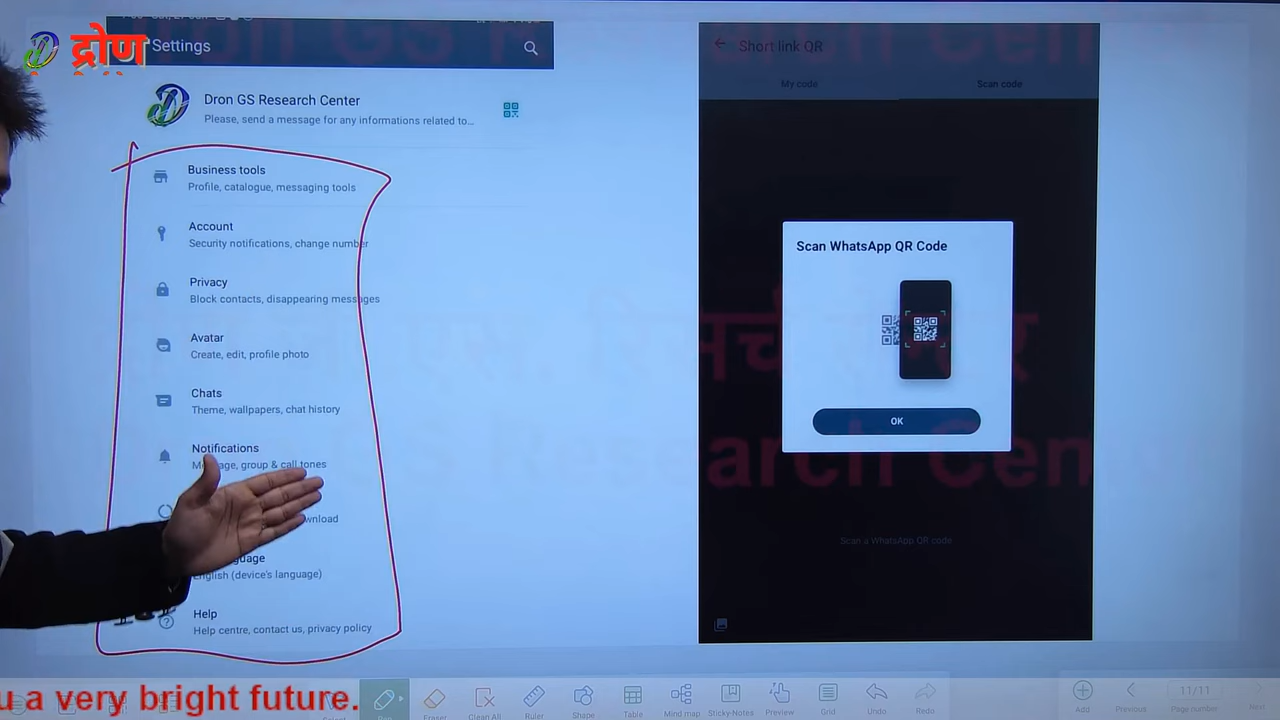 द्रोण
Settings
Dron GS Research Center
Please, send a message for any informations related to...
Business tools
Profile, catalogue, messaging tools
Account
Security notifications, change number
Privacy
Block contacts, disappearing messages
Avatar
Create, edit, profile photo
Chats
Theme, wallpapers, chat history
Notifications
group & call tones
English (device's language)
Help
Help centre, contact us, privacy policy
Short link QR
My code
Scan code
Scan WhatsApp QR Code
OK
Scan a WhatsApp QR code
GS Research Cen
a very bright future.
Eraser
Clean All
Ruler
Shape
Table
Mind map
Sticky-Notes
Preview
Grid
Undo
Redo
Add
Previous
11/11
Page number
Next